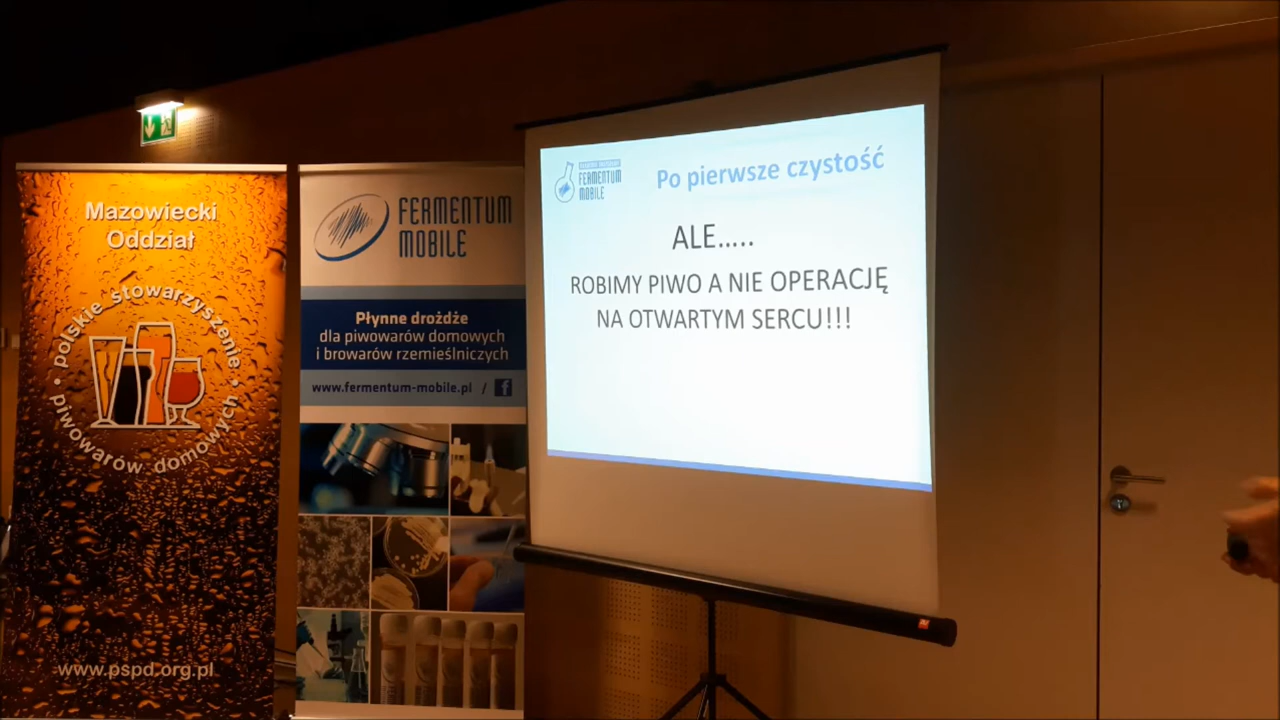 Mazowiecki
Oddział
polskie stowarzyszenie
piwowarów domowych
www.pspd.org.pl
FERMENTUM
MOBILE
Płynne drożdże
dla piwowarów domowych
i browarów rzemieślniczych
www.fermentum-mobile.pl / f
FERMENTUM
MOBILE
Po pierwsze czystość
ALE.....
ROBIMY PIWO A NIE OPERACJĘ
NA OTWARTYM SERCU!!!